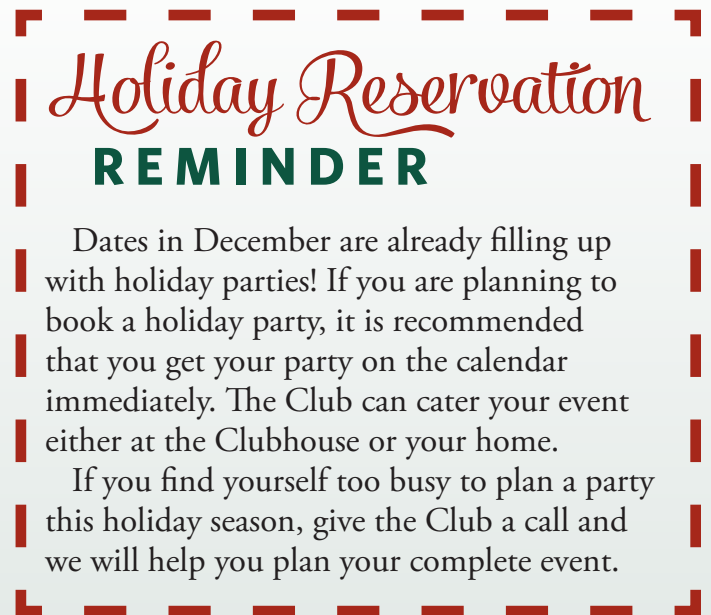 Holiday Reservation
REMINDER
Dates in December are already filling up
with holiday parties! If you are planning to
book a holiday party, it is recommended
that you get your party on the calendar
immediately. The Club can cater your event
either at the Clubhouse or your home.
If you find yourself too busy to plan a party
this holiday season, give the Club a call and
we will help you plan your complete event.